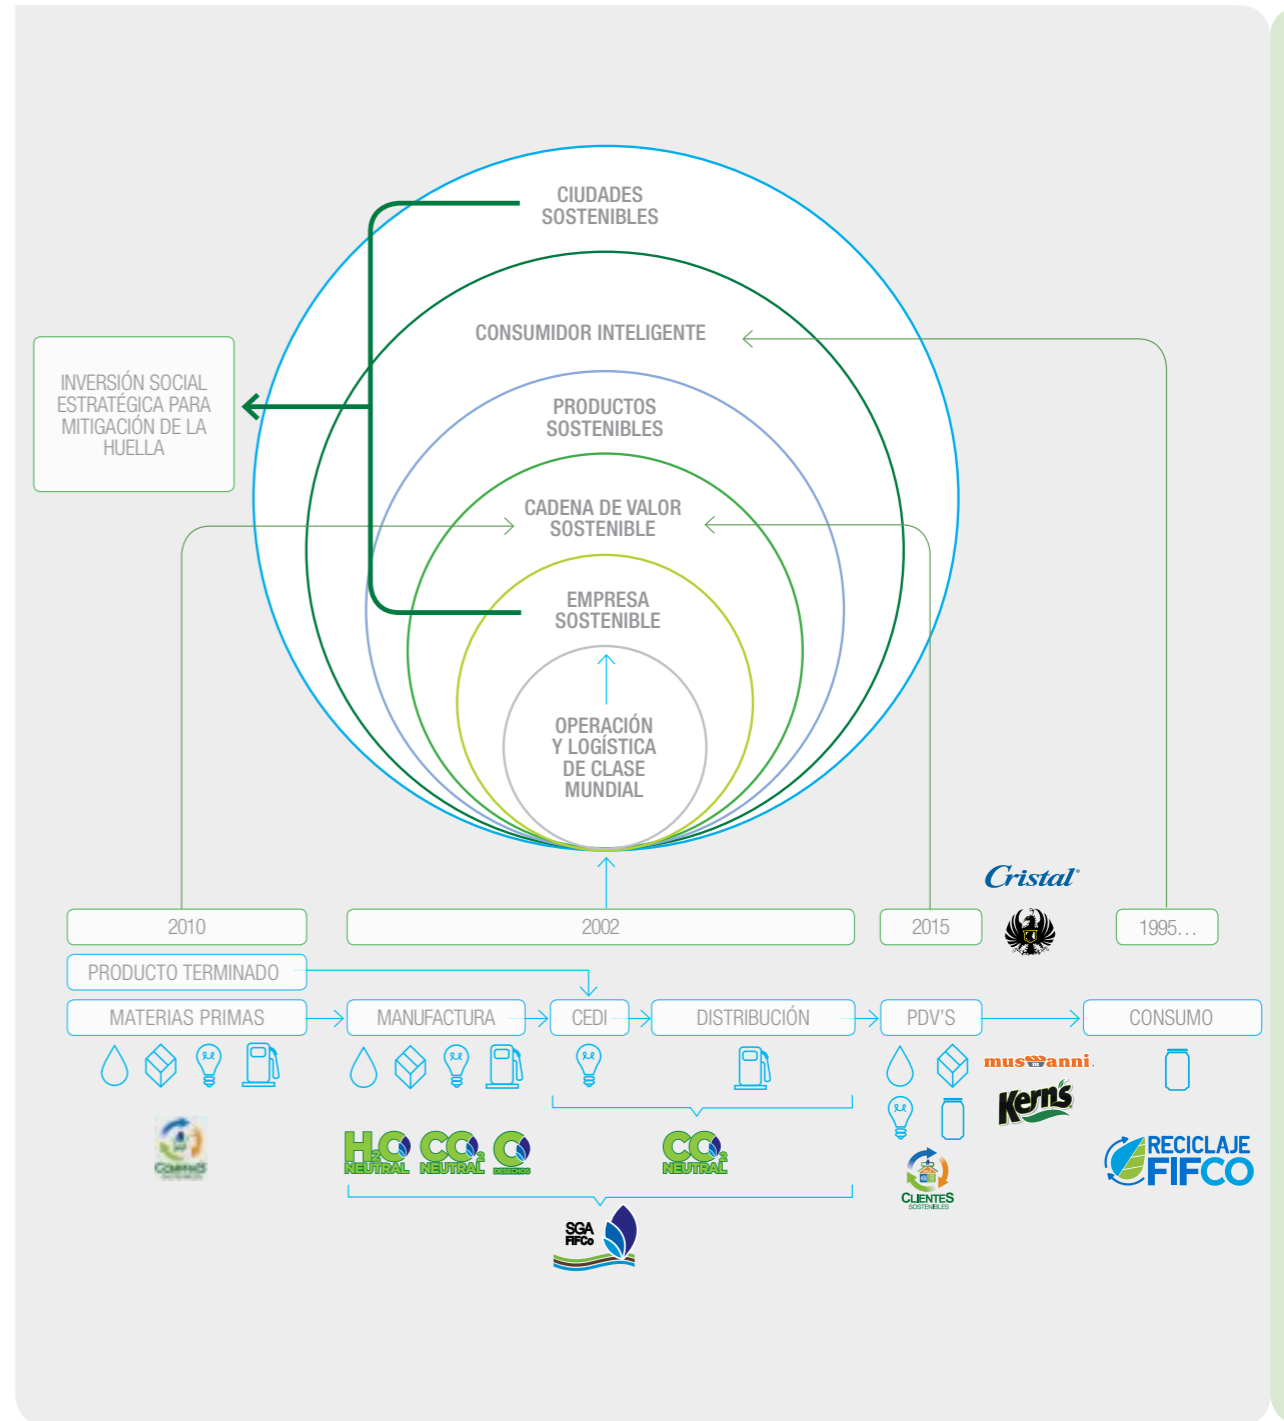 CIUDADES
SOSTENIBLES
CONSUMIDOR INTELIGENTE
INVERSIÓN SOCIAL
ESTRATÉGICA PARA
MITIGACIÓN DE LA
HUELLA
PRODUCTOS
SOSTENIBLES
CADENA DE VALOR
SOSTENIBLE
EMPRESA
SOSTENIBLE
OPERACIÓN
Y LOGÍSTICA
DE CLASE
MUNDIAL
Cristal
2010
2002
2015
1995…
PRODUCTO TERMINADO
MATERIAS PRIMAS
MANUFACTURA
CEDI
DISTRIBUCIÓN
PDV'S
CONSUMO
musmanni
Kern's
H2O
NEUTRAL
CO2
NEUTRAL
DESECHOS
CO2
NEUTRAL
RECICLAJE
FIFCO
CLIENTES
SOSTENIBLES
SGA
FIFCo